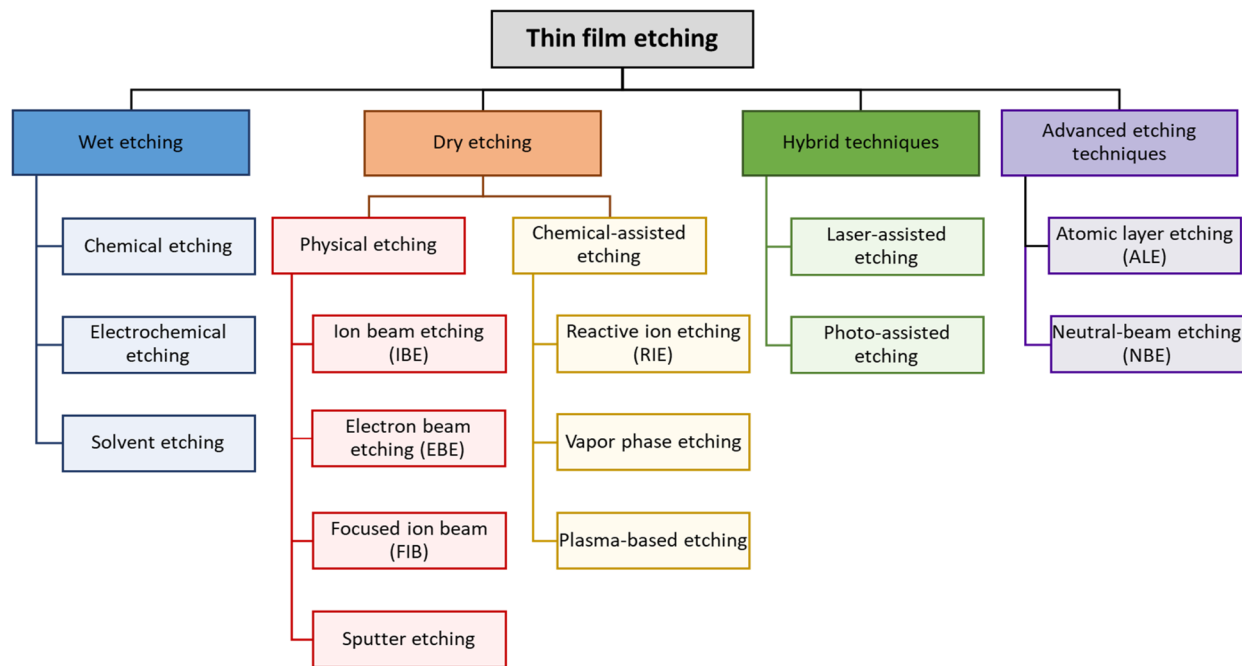 Thin film etching
Wet etching
Dry etching
Hybrid techniques
Advanced etching
techniques
Chemical etching
Electrochemical
etching
Solvent etching
Physical etching
Ion beam etching
(IBE)
Electron beam
etching (EBE)
Focused ion beam
(FIB)
Sputter etching
Chemical-assisted
etching
Reactive ion etching
(RIE)
Vapor phase etching
Plasma-based etching
Laser-assisted
etching
Photo-assisted
etching
Atomic layer etching
(ALE)
Neutral-beam etching
(NBE)